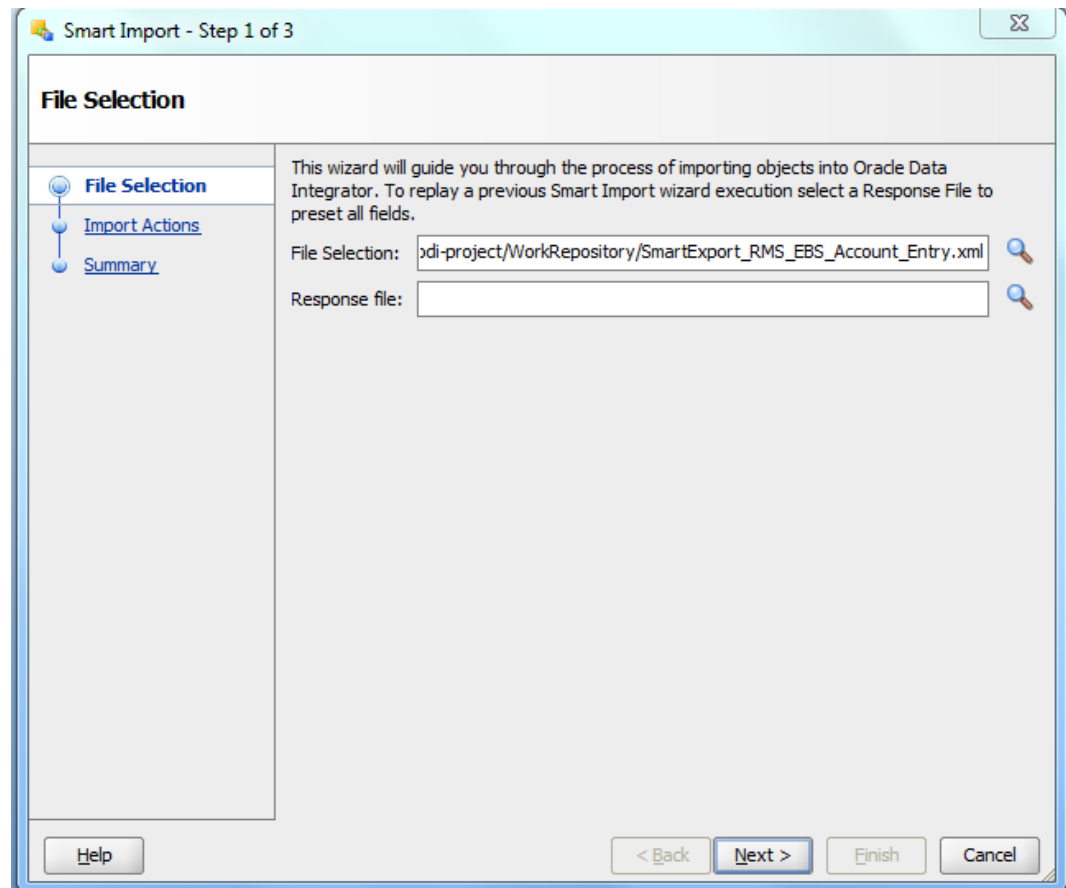 Smart Import - Step 1 of 3
File Selection
File Selection
Import Actions
Summary
This wizard will guide you through the process of importing objects into Oracle Data
Integrator. To replay a previous Smart Import wizard execution select a Response File to
preset all fields.
File Selection: odi-project/WorkRepository/SmartExport_RMS_EBS_Account_Entry.xml
Response file:
Help < Back Next > Finish Cancel